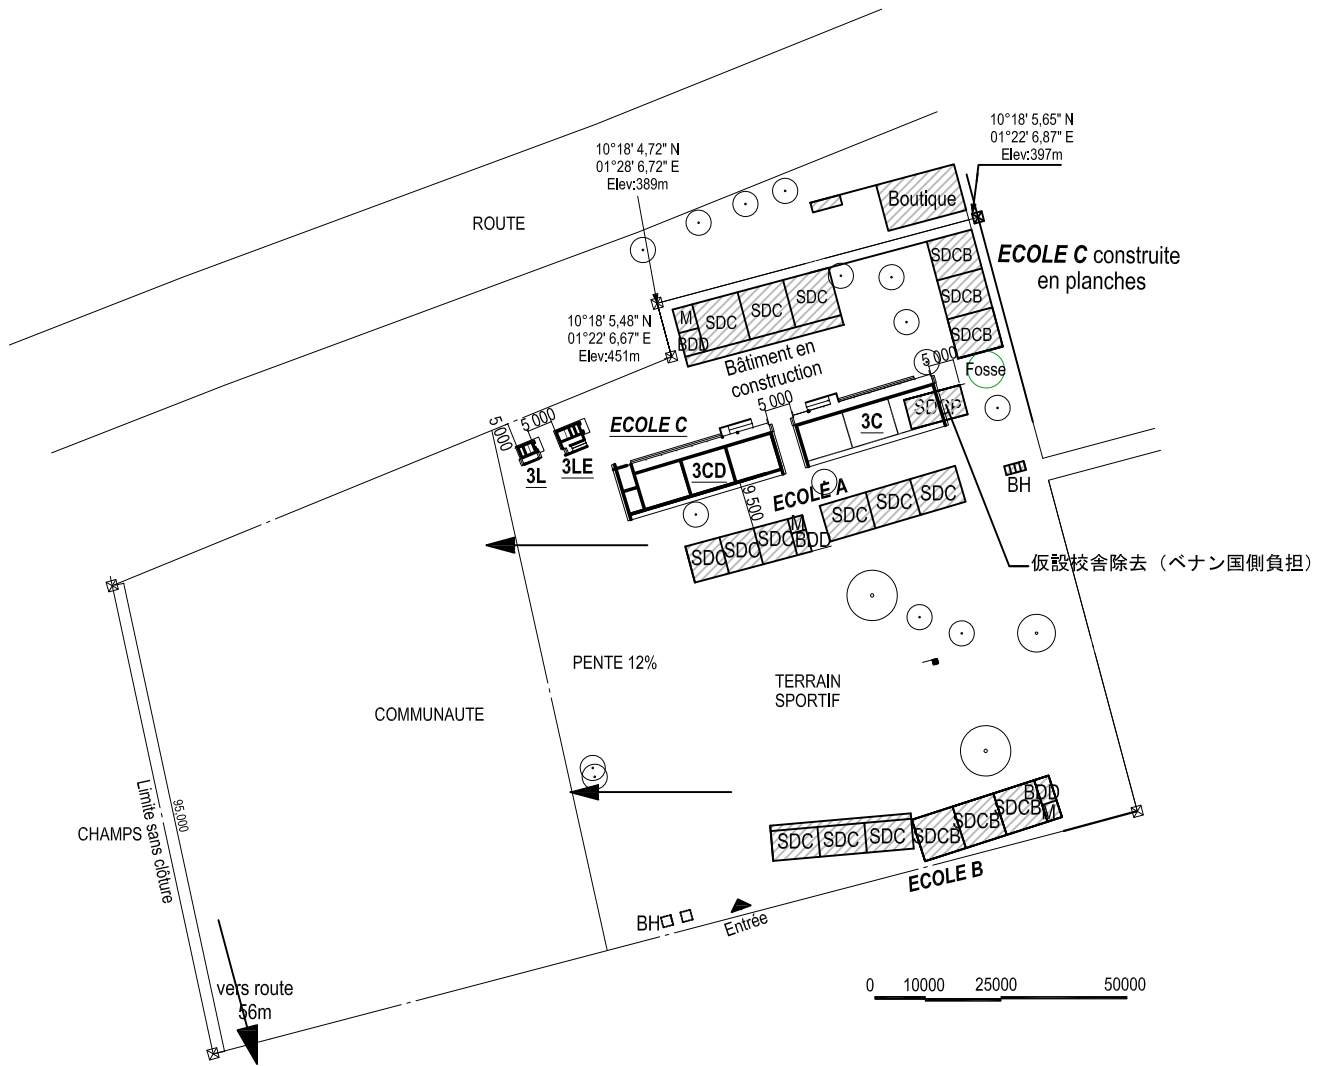 10°18' 5,65" N
01°22' 6,87" E
Elev:397m
10°18' 4,72" N
01°28' 6,72" E
Elev:389m
ROUTE
Boutique
ECOLE C construite
en planches
SDCB
SDCB
SDCB
Fosse
10°18' 5,48" N
01°22' 6,67" E
Elev:451m
M
BDD
SDC
SDC
SDC
Bâtiment en
construction
5 000
5 000
5 000
5 000
ECOLE C
3L
3LE
3CD
3C
SDCP
9 500
ECOLE A
BH
SDC
SDC
SDC
M
BDD
SDC
SDC
SDC
仮設校舎除去（ベナン国側負担）
PENTE 12%
TERRAIN
SPORTIF
COMMUNAUTE
CHAMPS
Limite sans clôture
95.000
SDC
SDC
SDC
SDCB
SDCB
SDCB
BDD
M
ECOLE B
BH
Entrée
vers route
56m
0 10000 25000 50000